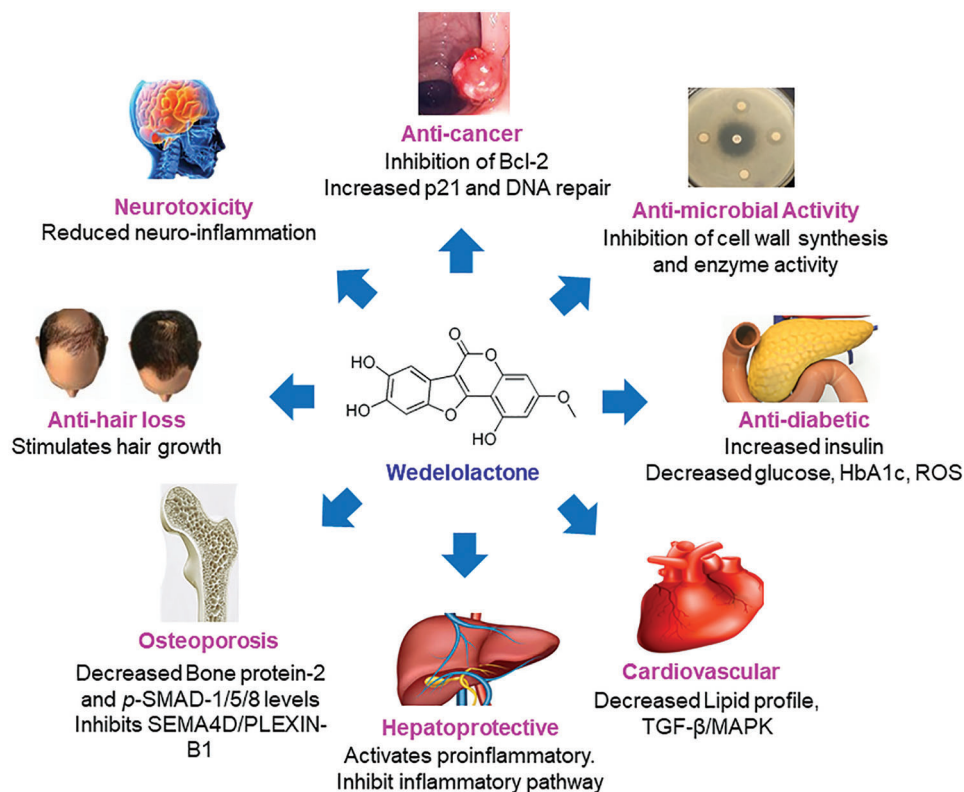 Anti-cancer
Inhibition of Bcl-2
Increased p21 and DNA repair
Neurotoxicity
Reduced neuro-inflammation
Anti-microbial Activity
Inhibition of cell wall synthesis
and enzyme activity
Anti-hair loss
Stimulates hair growth
HO
HO
O
O
O
O
HO
Wedelolactone
Anti-diabetic
Increased insulin
Decreased glucose, HbA1c, ROS
Osteoporosis
Decreased Bone protein-2
and p-SMAD-1/5/8 levels
Inhibits SEMA4D/PLEXIN-
B1
Hepatoprotective
Activates proinflammatory.
Inhibit inflammatory pathway
Cardiovascular
Decreased Lipid profile,
TGF-β/MAPK